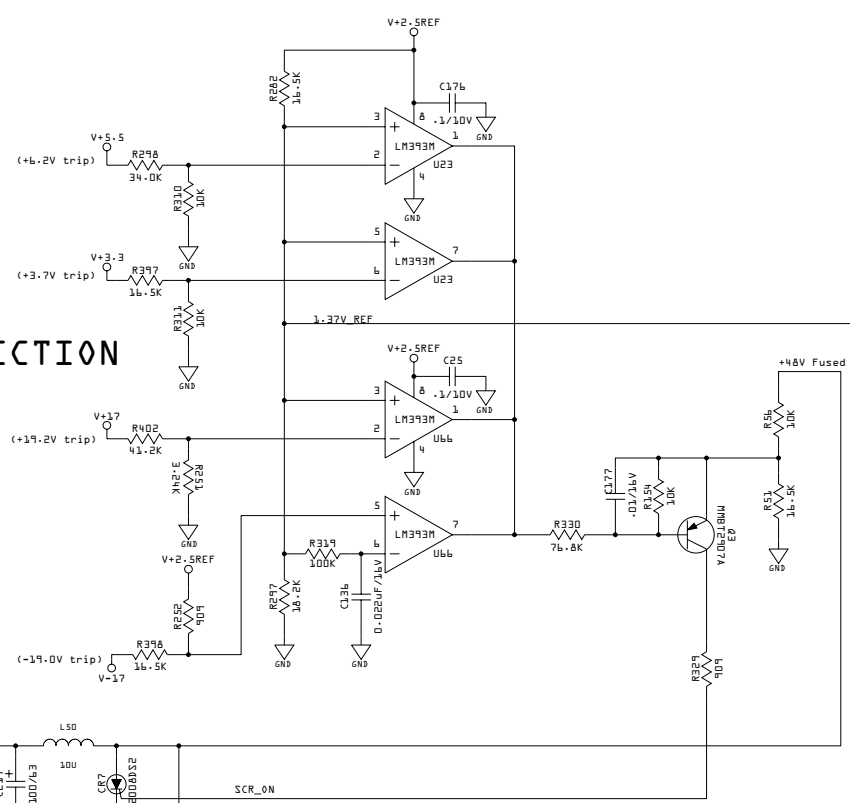 V+2.5REF
R282
16.5K
C176
.1/10V
GND
3
8
1
2
4
LM393M
U23
GND
V+5.5
(+6.2V trip)
R298
34.0K
R310
10K
GND
5
7
6
LM393M
U23
V+3.3
(+3.7V trip)
R397
16.5K
R311
10K
GND
1.37V_REF
ICTION
V+2.5REF
C25
.1/10V
GND
3
8
1
2
4
LM393M
U66
GND
V+17
(+19.2V trip)
R402
41.2K
R251
3.24K
GND
+48V Fused
R56
10K
R51
16.5K
GND
C177
.01/16V
R154
10K
Q3
MMBT2907A
5
7
6
LM393M
U66
R330
76.8K
R319
100K
C136
0.022uF/16V
GND
R297
18.2K
GND
V+2.5REF
R252
909
R398
16.5K
(-19.0V trip)
V-17
R329
909
L50
10U
100/63
CR7
SCR_ON